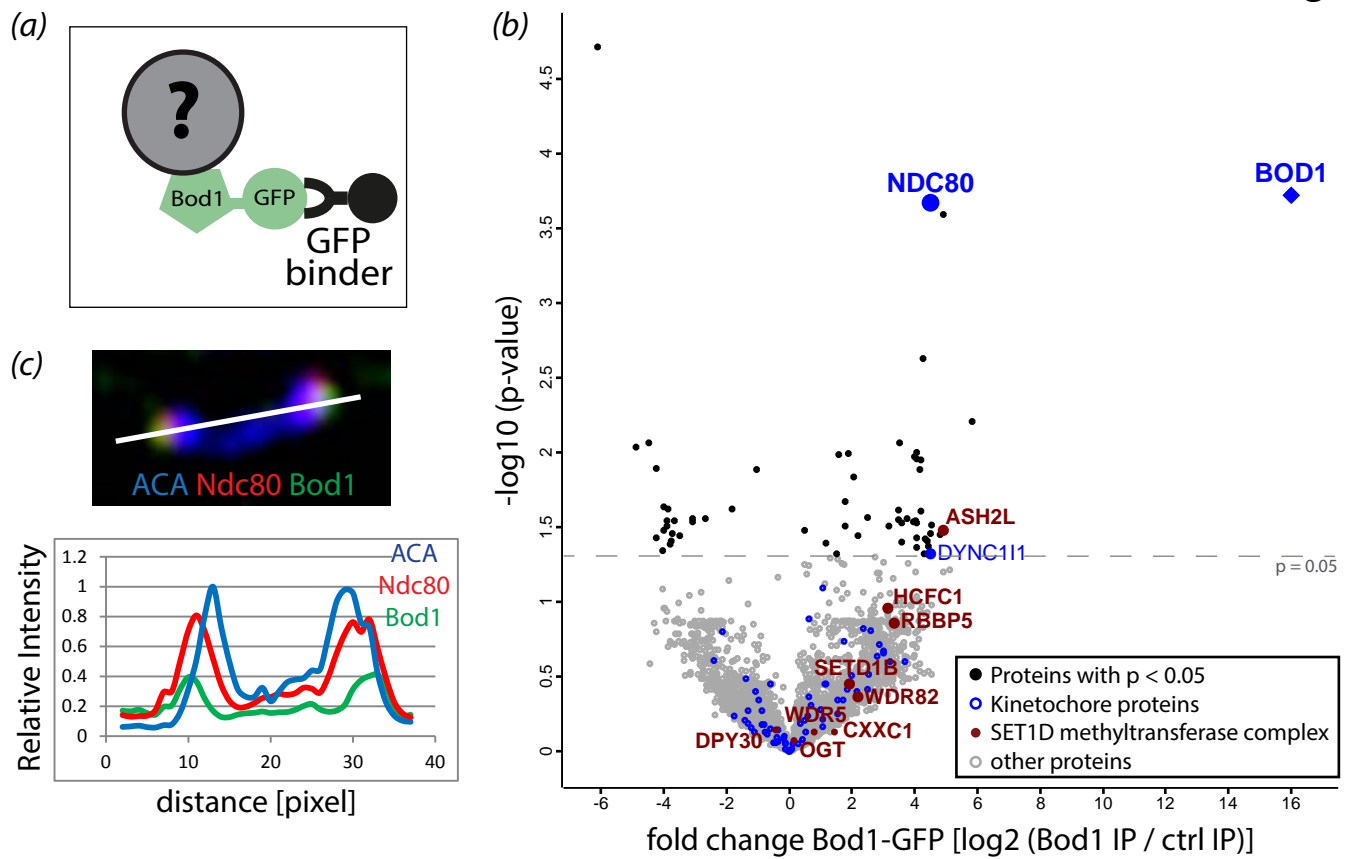 g
(a)
?
Bod1
GFP
GFP
binder
(b)
-log10 (p-value)
4.5
4
3.5
3
2.5
2
1.5
1
0.5
0
NDC80
BOD1
ASH2L
DYNC1I1
p = 0.05
HCFC1
RBBP5
SETD1B
WDR82
WDR5
CXXC1
DPY30
OGT
Proteins with p < 0.05
Kinetochore proteins
SET1D methyltransferase complex
other proteins
-6 -4 -2 0 2 4 6 8 10 12 14 16
fold change Bod1-GFP [log2 (Bod1 IP / ctrl IP)]
(c)
ACA Ndc80 Bod1
Relative Intensity
1.2
1
0.8
0.6
0.4
0.2
0
ACA
Ndc80
Bod1
0 10 20 30 40
distance [pixel]